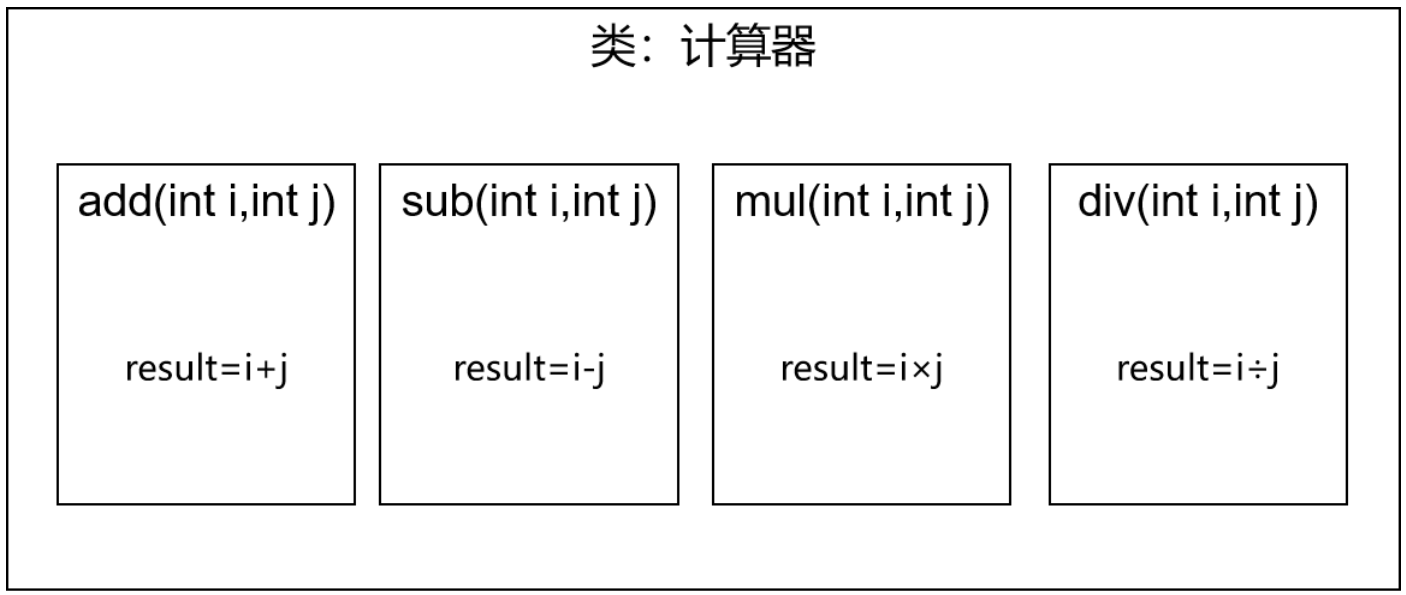 类：计算器
add(int i,int j)
sub(int i,int j)
mul(int i,int j)
div(int i,int j)
result=i+j
result=i-j
result=i×j
result=i÷j